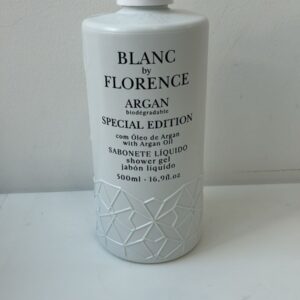 BLANC
by
FLORENCE
ARGAN
biodegradable
SPECIAL EDITION
com Óleo de Argan
with Argan Oil
SABONETE LÍQUIDO
shower gel
jabón líquido
500ml - 16,9fl.oz